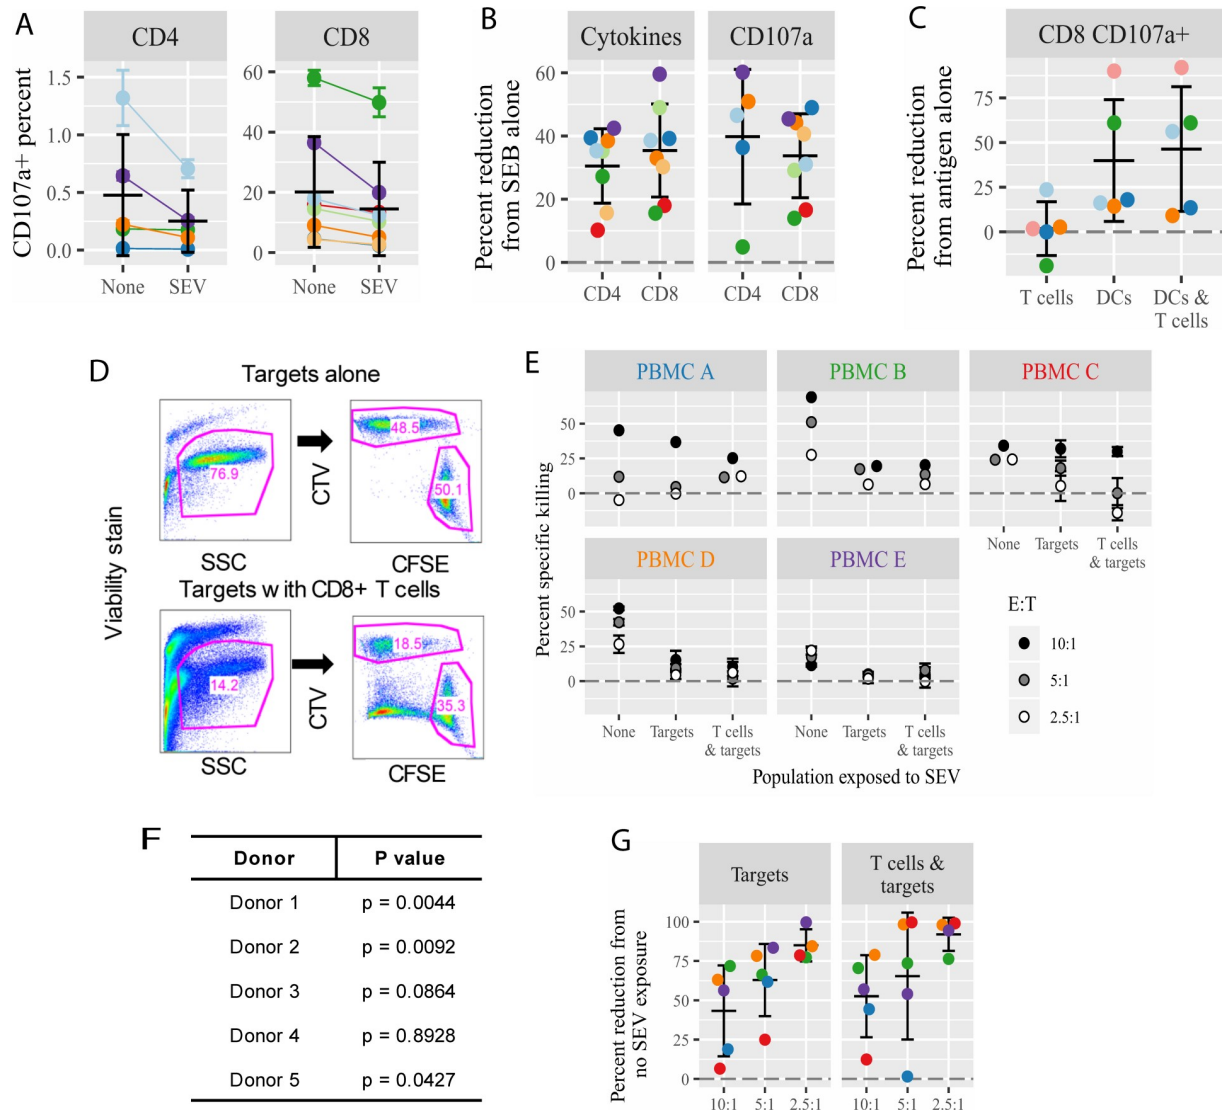 A
CD4
CD8
CD107a+ percent
1.5
1.0
0.5
0.0
60
40
20
0
None
SEV
None
SEV
B
Cytokines
CD107a
Percent reduction
from SEB alone
60
40
20
0
CD4
CD8
CD4
CD8
C
CD8 CD107a+
Percent reduction
from antigen alone
75
50
25
0
T cells
DCs
DCs &
T cells
D
Targets alone
Viability stain
76.9
SSC
CTV
48.5
50.1
CFSE
Targets with CD8+ T cells
14.2
SSC
CTV
18.5
35.3
CFSE
E
PBMC A
PBMC B
PBMC C
Percent specific killing
50
25
0
None
Targets
T cells
& targets
PBMC D
PBMC E
50
25
0
None
Targets
T cells
& targets
None
Targets
T cells
& targets
Population exposed to SEV
E:T
10:1
5:1
2.5:1
F
Donor P value
Donor 1 p = 0.0044
Donor 2 p = 0.0092
Donor 3 p = 0.0864
Donor 4 p = 0.8928
Donor 5 p = 0.0427
G
Targets
T cells &
targets
Percent reduction from
no SEV exposure
100
75
50
25
0
10:1
5:1
2.5:1
10:1
5:1
2.5:1